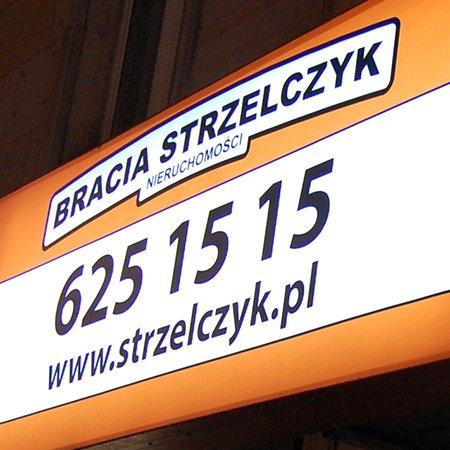 BRACIA STRZELCZYK
NIERUCHOMOŚCI
625 15 15
www.strzelczyk.pl